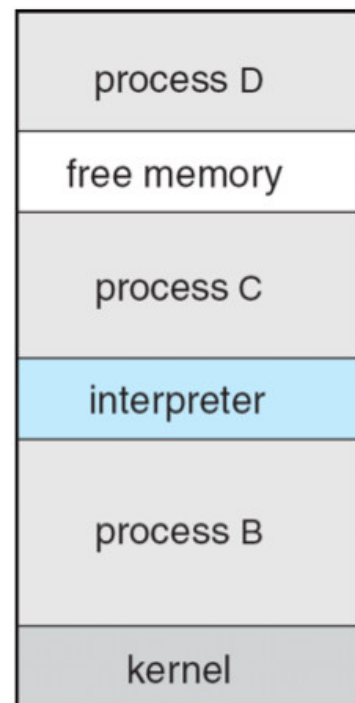 process D
free memory
process C
interpreter
process B
kernel